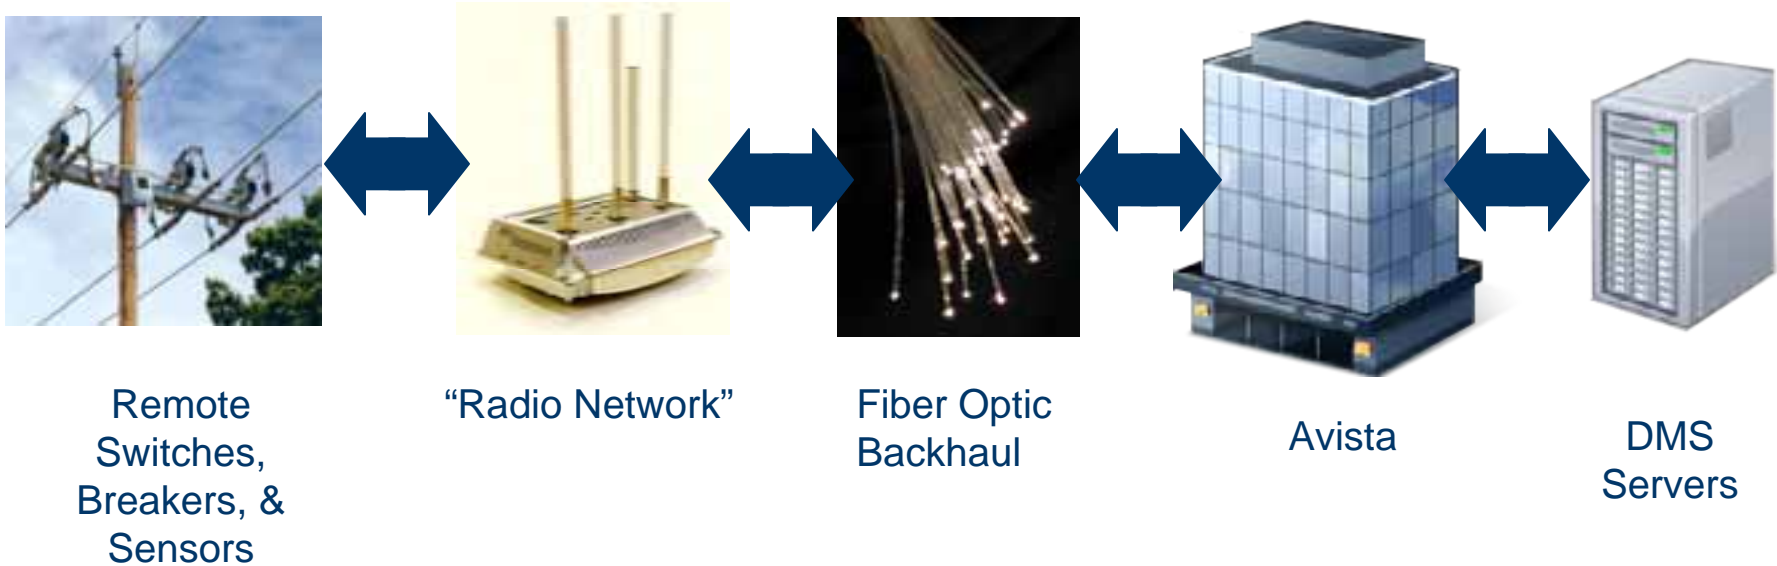 Remote
Switches,
Breakers, &
Sensors
“Radio Network”
Fiber Optic
Backhaul
Avista
DMS
Servers